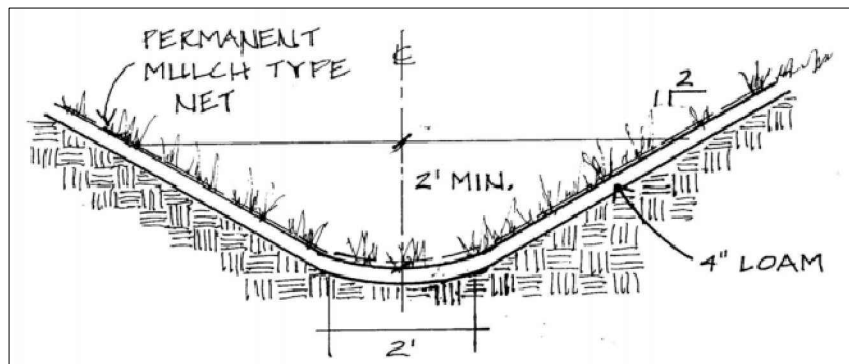 PERMANENT
MULCH TYPE
NET
℄
2
1
2' MIN.
4" LOAM
2'